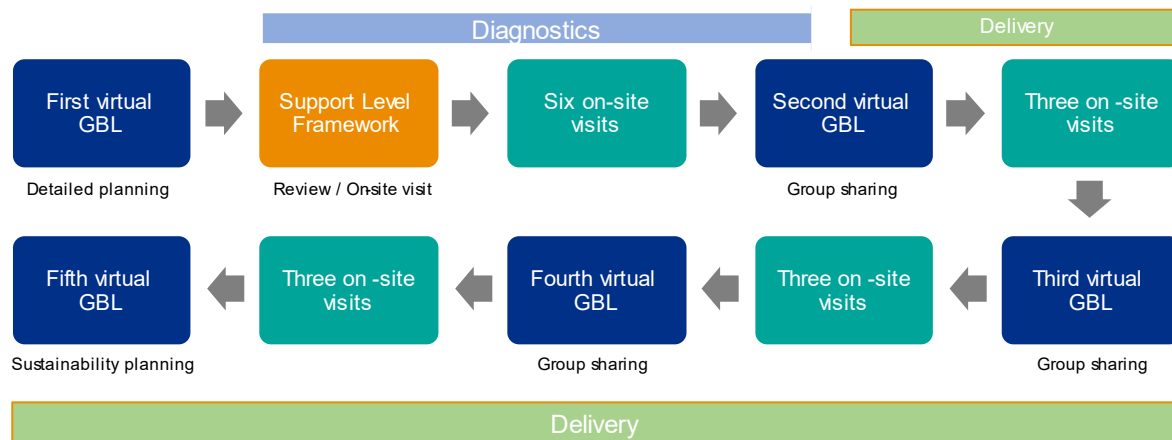 Diagnostics
Delivery
First virtual
GBL
Support Level
Framework
Six on-site
visits
Second virtual
GBL
Three on -site
visits
Detailed planning
Review / On-site visit
Group sharing
Fifth virtual
GBL
Three on -site
visits
Fourth virtual
GBL
Three on -site
visits
Third virtual
GBL
Sustainability planning
Group sharing
Group sharing
Delivery